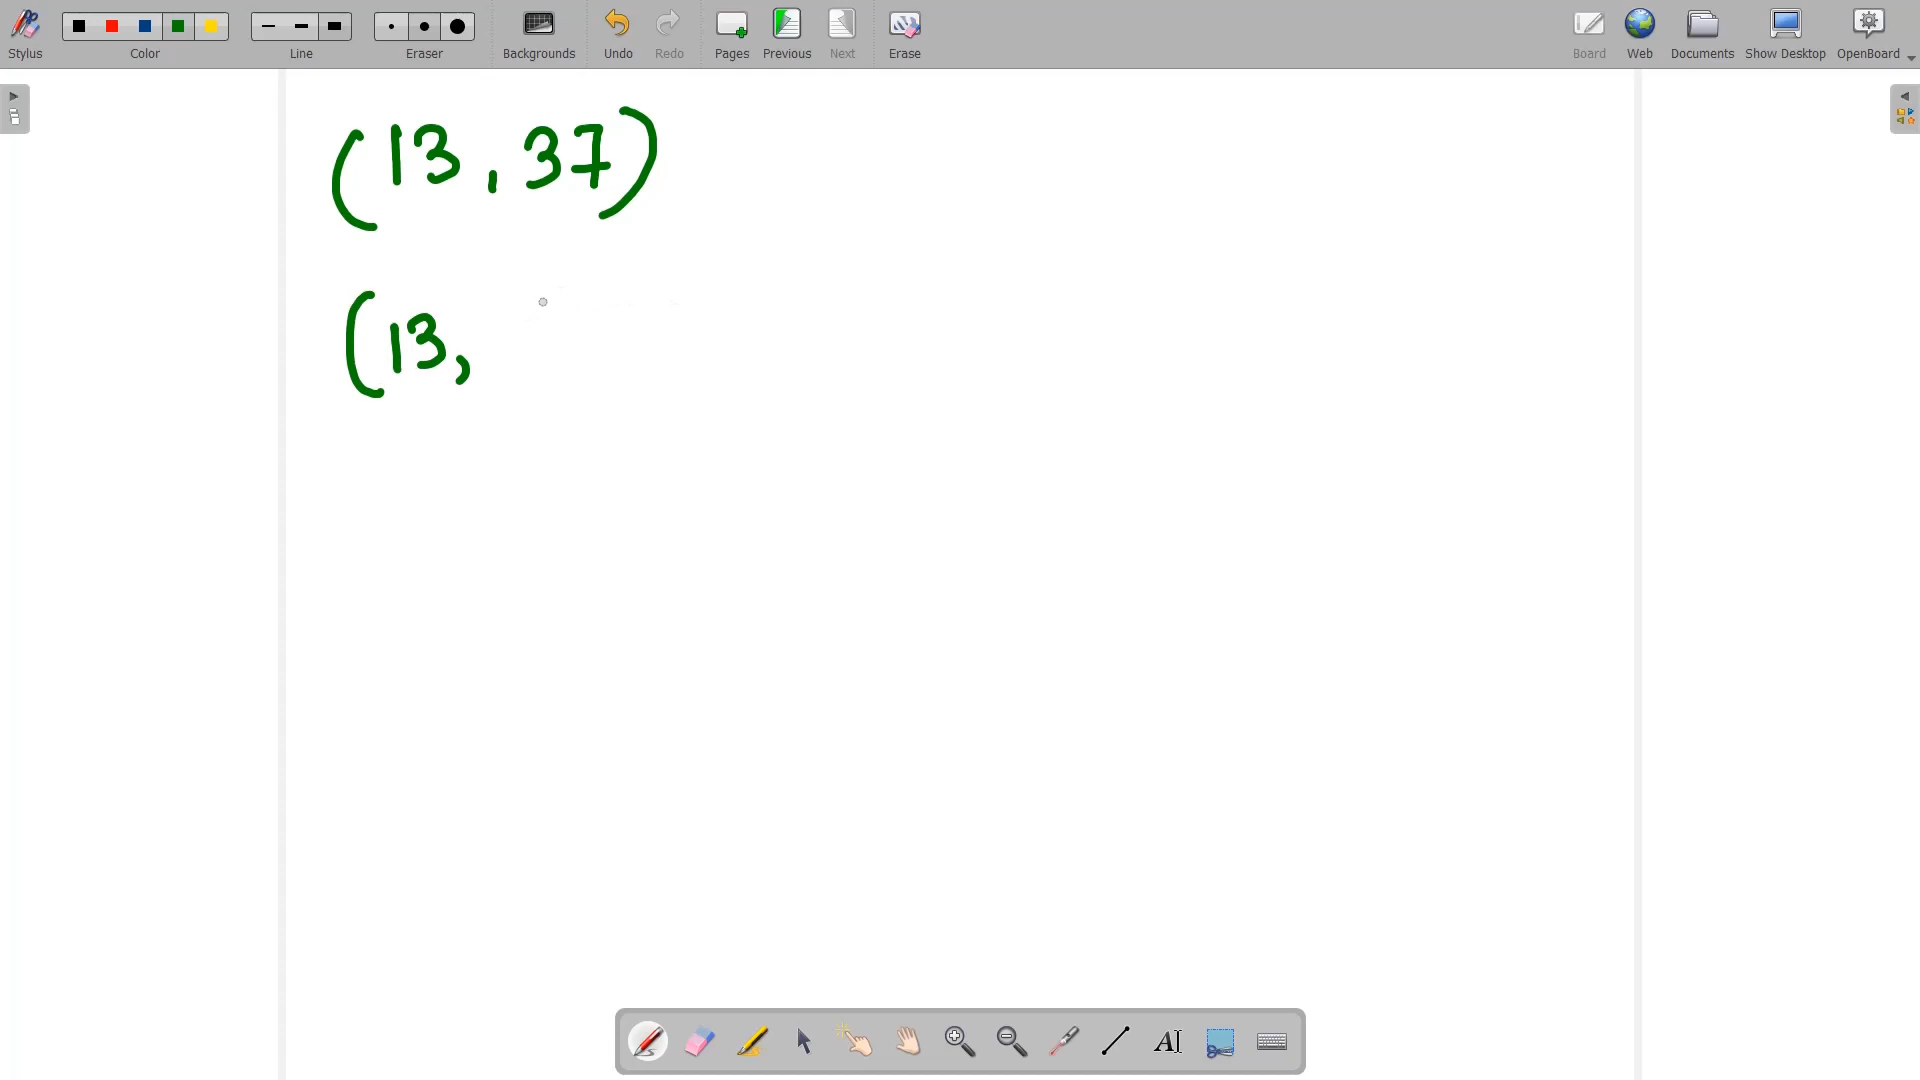 Stylus Color Line Eraser Backgrounds Undo Redo Pages Previous Next Erase Board Web Documents Show Desktop OpenBoard
(13,37)
(13,